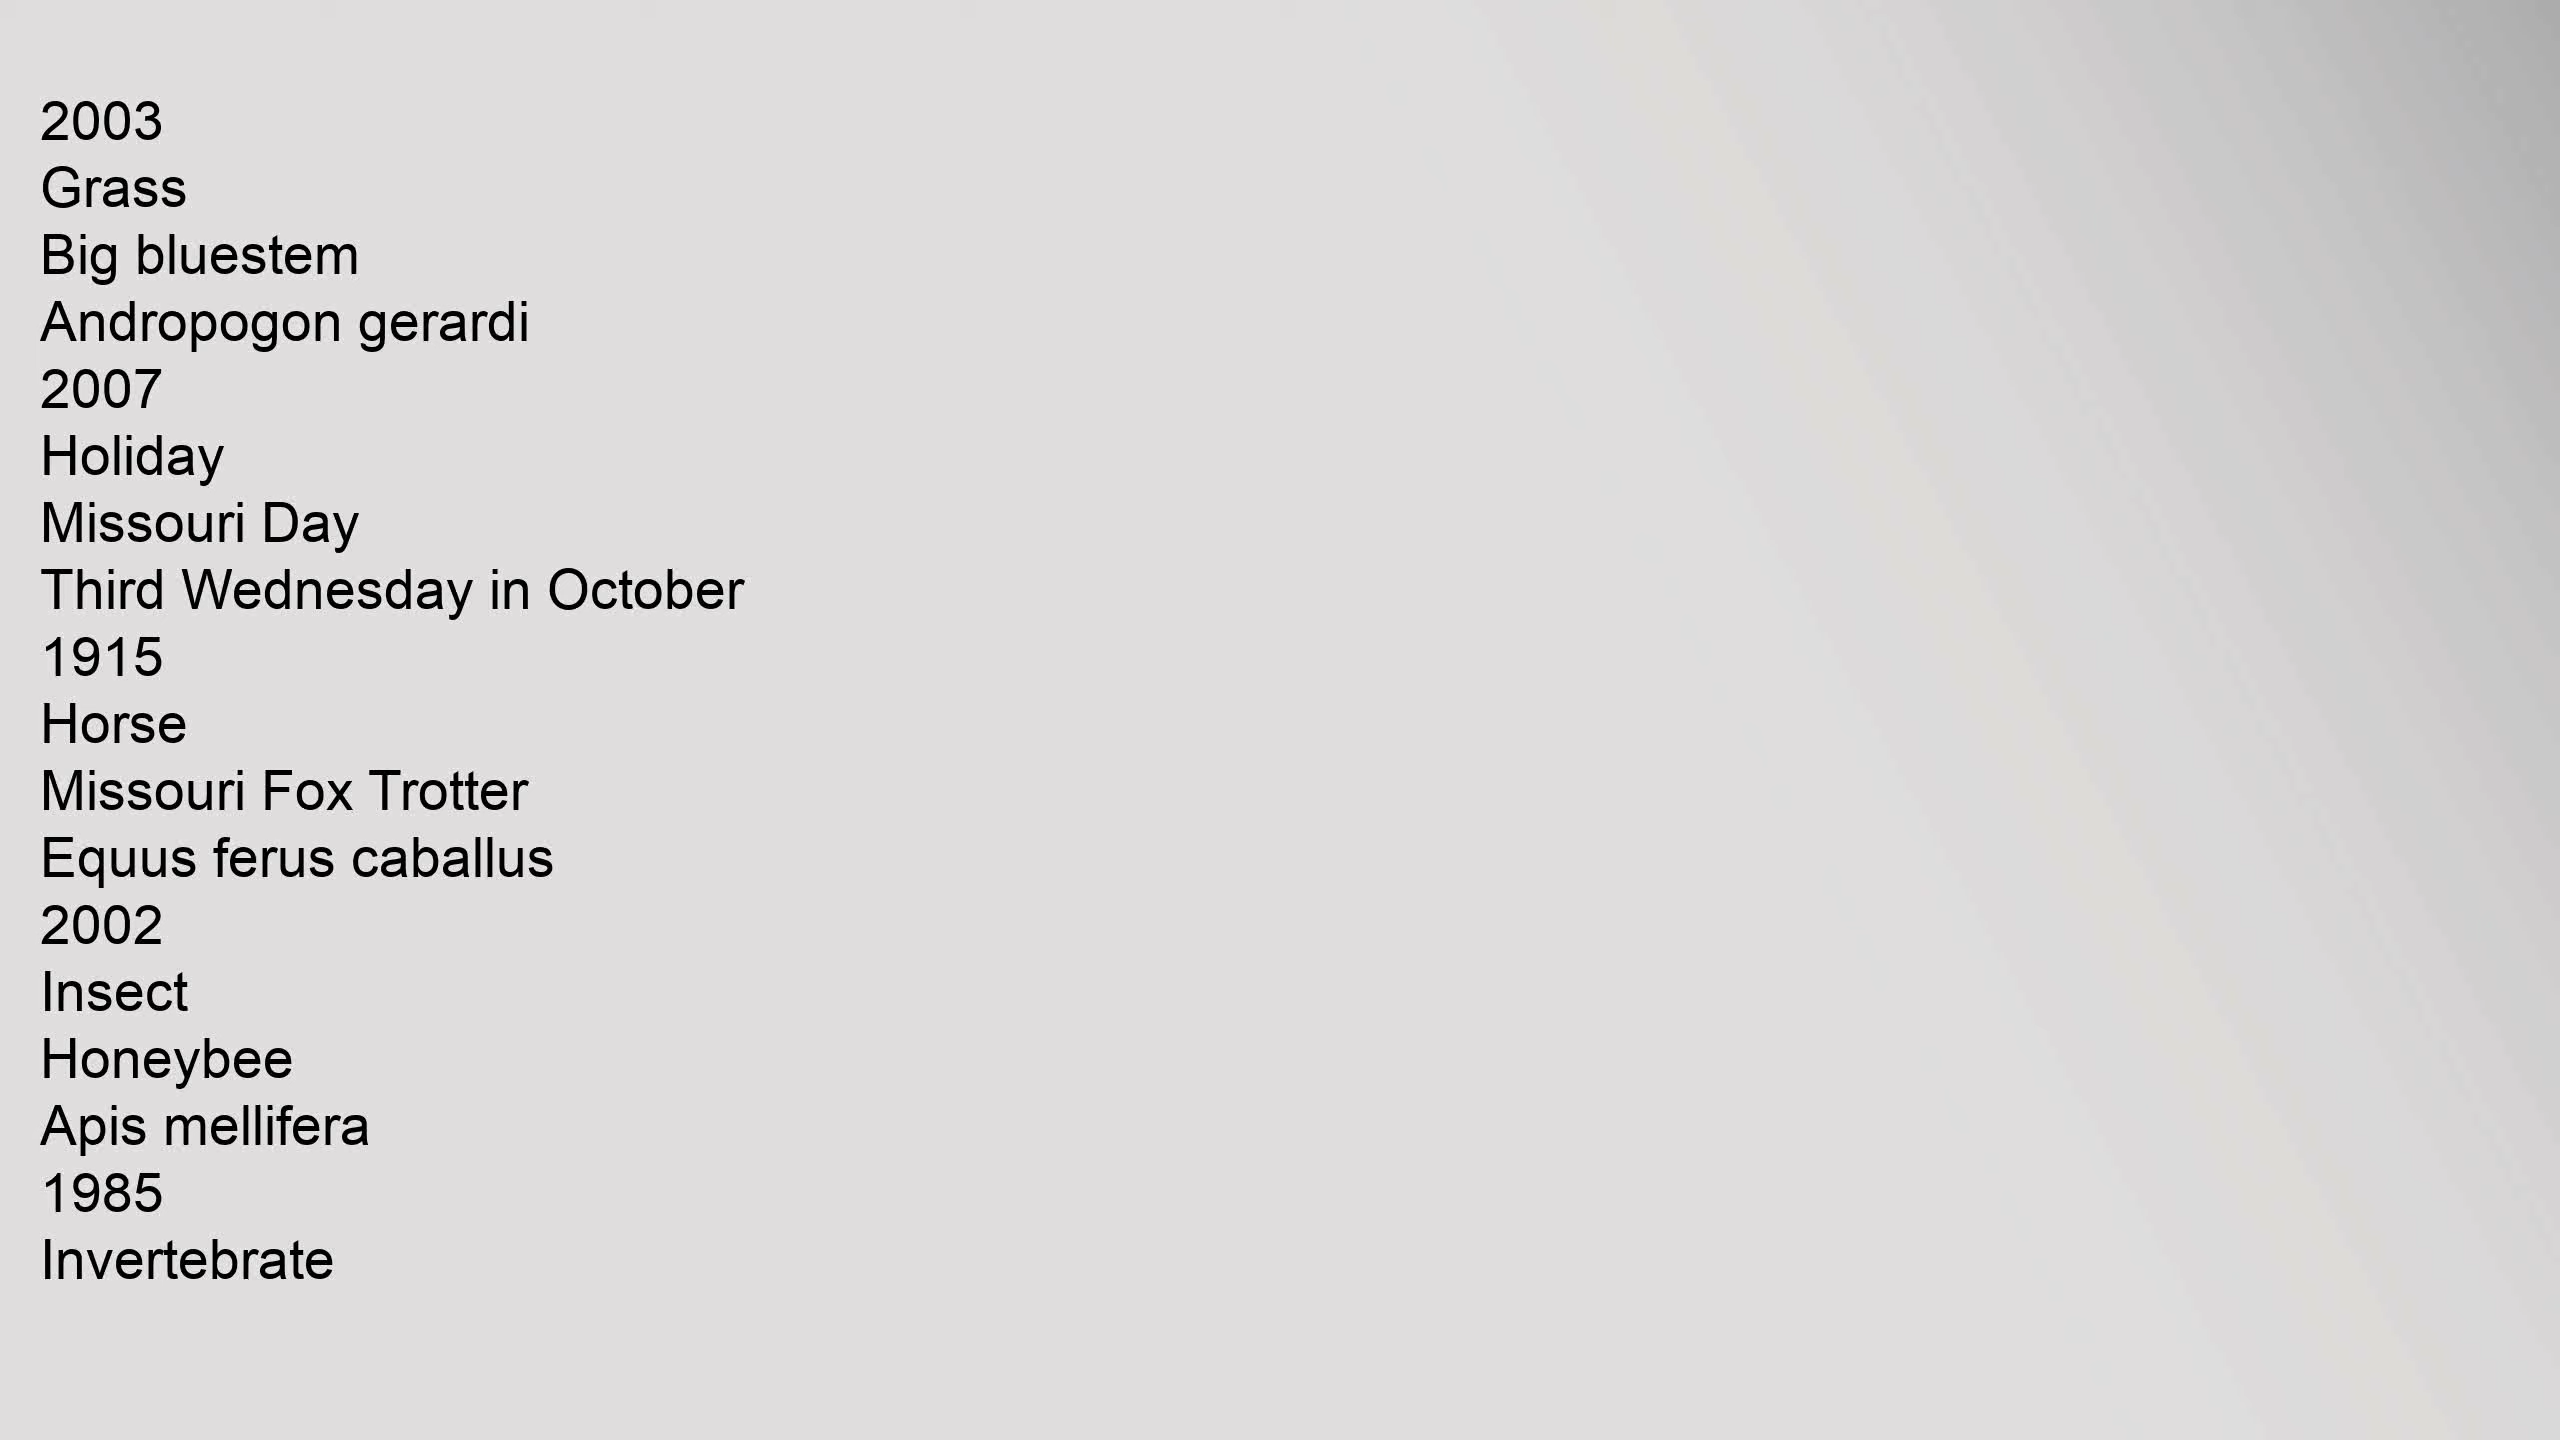 2003
Grass
Big bluestem
Andropogon gerardi
2007
Holiday
Missouri Day
Third Wednesday in October
1915
Horse
Missouri Fox Trotter
Equus ferus caballus
2002
Insect
Honeybee
Apis mellifera
1985
Invertebrate